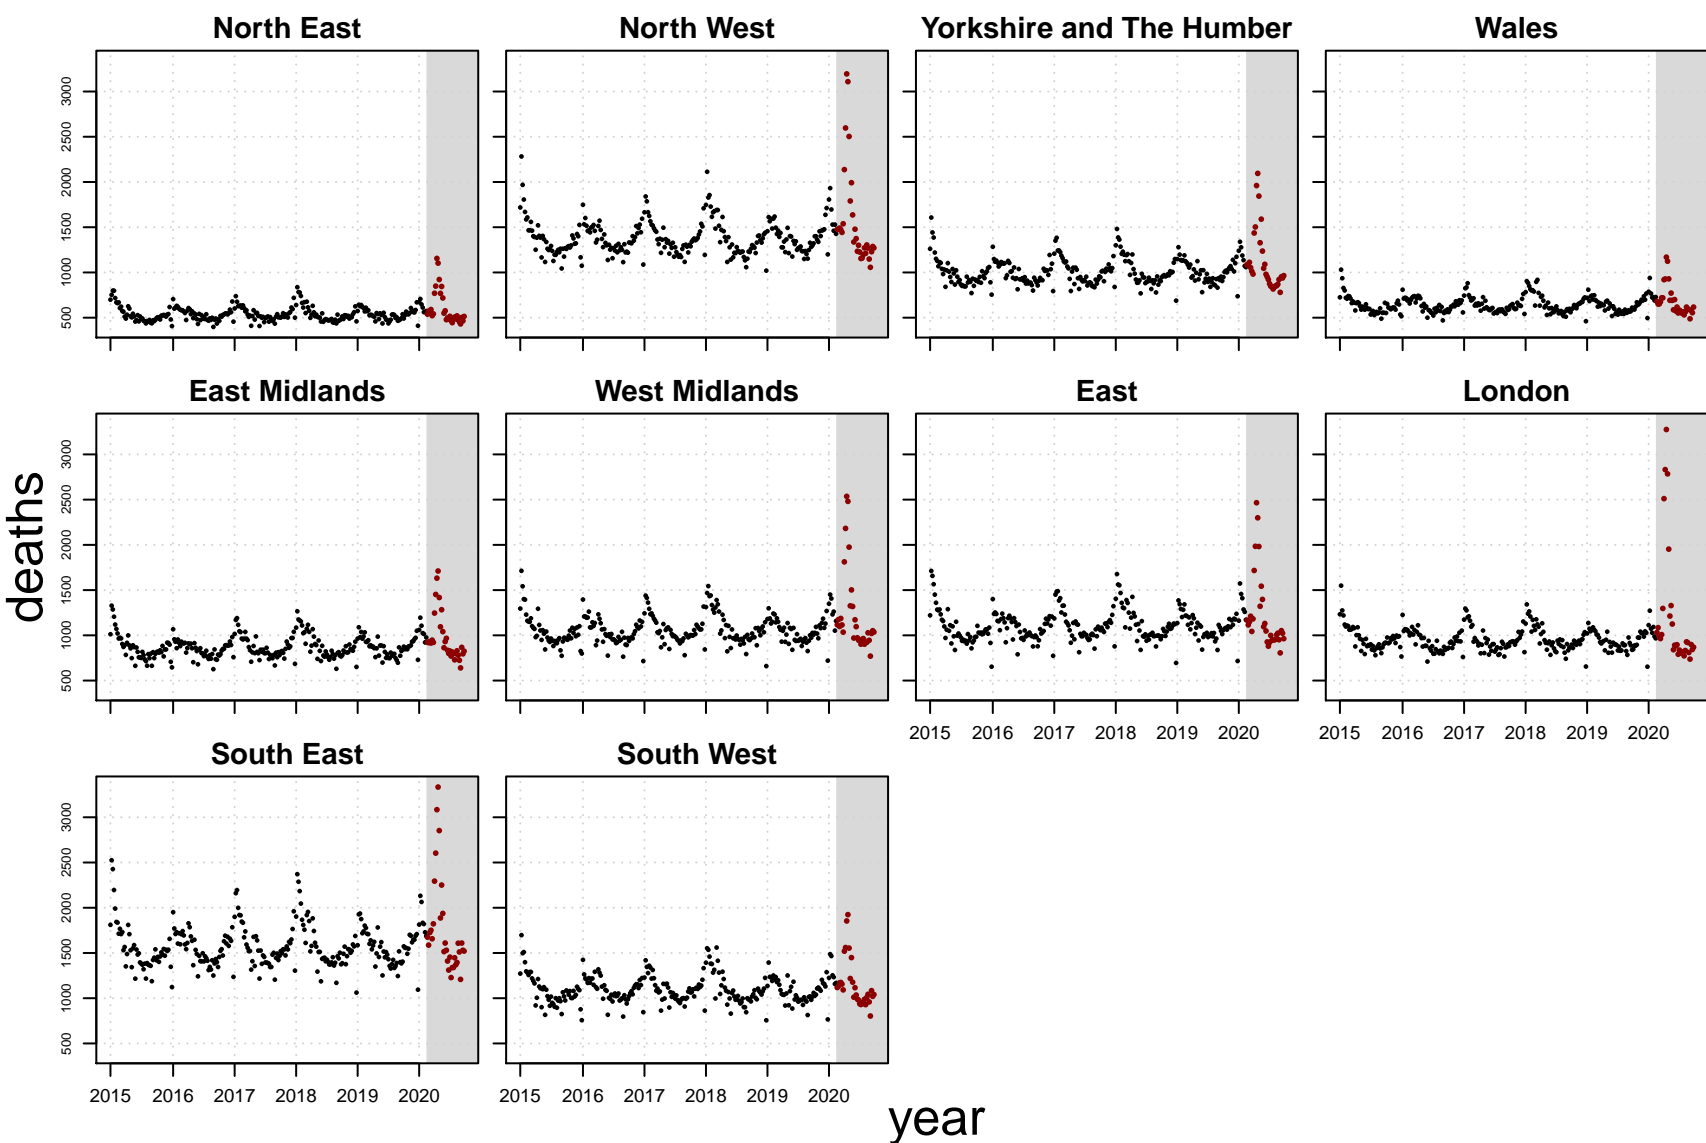 North East North West Yorkshire and The Humber Wales
3000
2500
2000
1500
1000
500
East Midlands West Midlands East London
3000
2500
2000
1500
1000
500
deaths
2015 2016 2017 2018 2019 2020 2015 2016 2017 2018 2019 2020
South East South West
3000
2500
2000
1500
1000
500
2015 2016 2017 2018 2019 2020 2015 2016 2017 2018 2019 2020
year